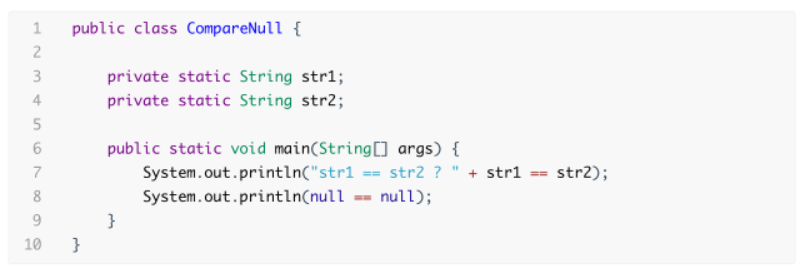 1 public class CompareNull {
2
3 private static String str1;
4 private static String str2;
5
6 public static void main(String[] args) {
7 System.out.println("str1 == str2 ? " + str1 == str2);
8 System.out.println(null == null);
9 }
10 }